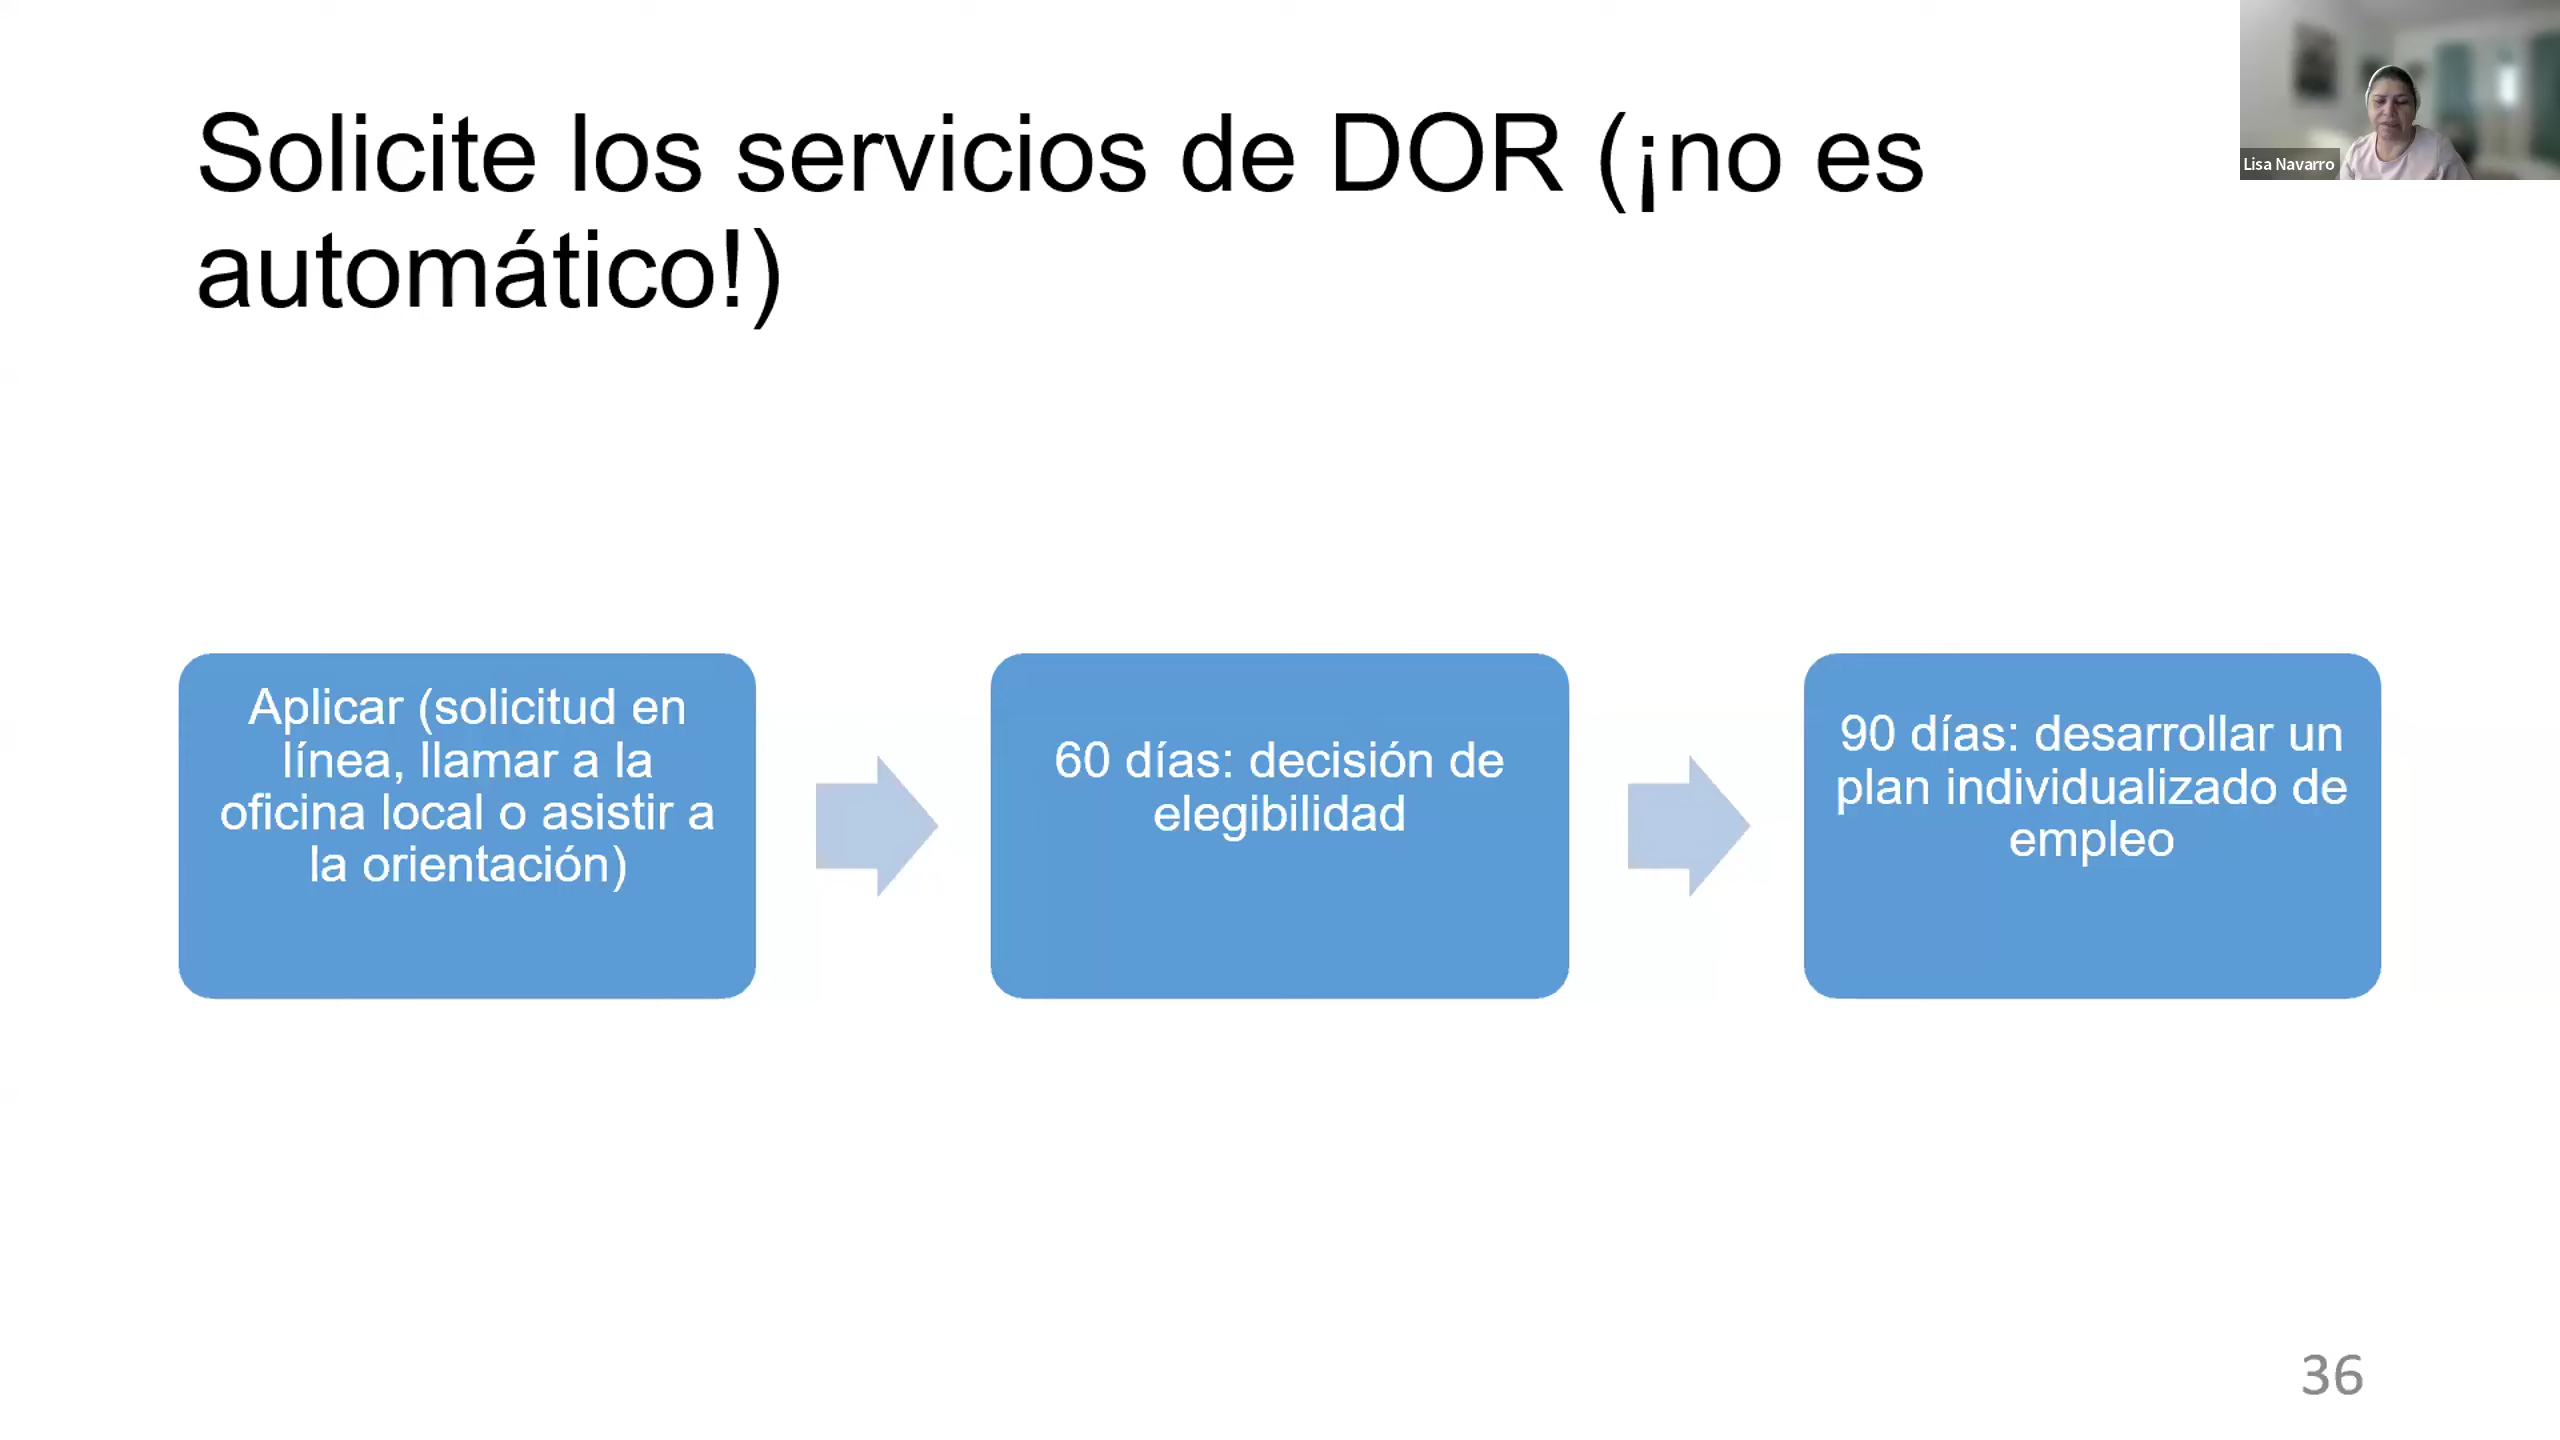 Solicite los servicios de DOR (¡no es
automático!)
Lisa Navarro
Aplicar (solicitud en
línea, llamar a la
oficina local o asistir a
la orientación)
60 días: decisión de
elegibilidad
90 días: desarrollar un
plan individualizado de
empleo
36